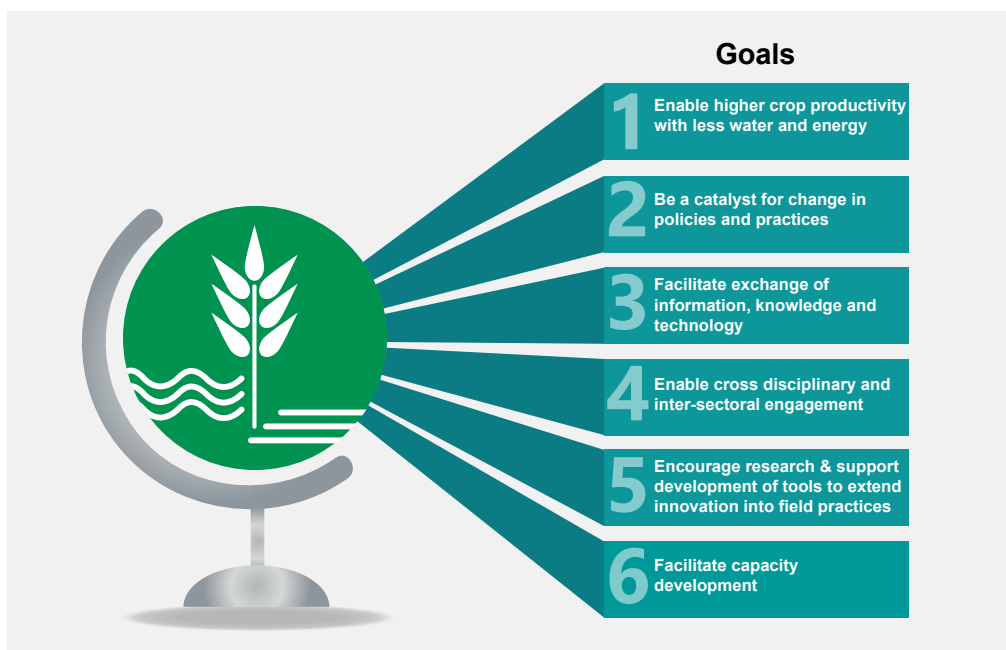 Goals
1
Enable higher crop productivity
with less water and energy
2
Be a catalyst for change in
policies and practices
3
Facilitate exchange of
information, knowledge and
technology
4
Enable cross disciplinary and
inter-sectoral engagement
5
Encourage research & support
development of tools to extend
innovation into field practices
6
Facilitate capacity
development